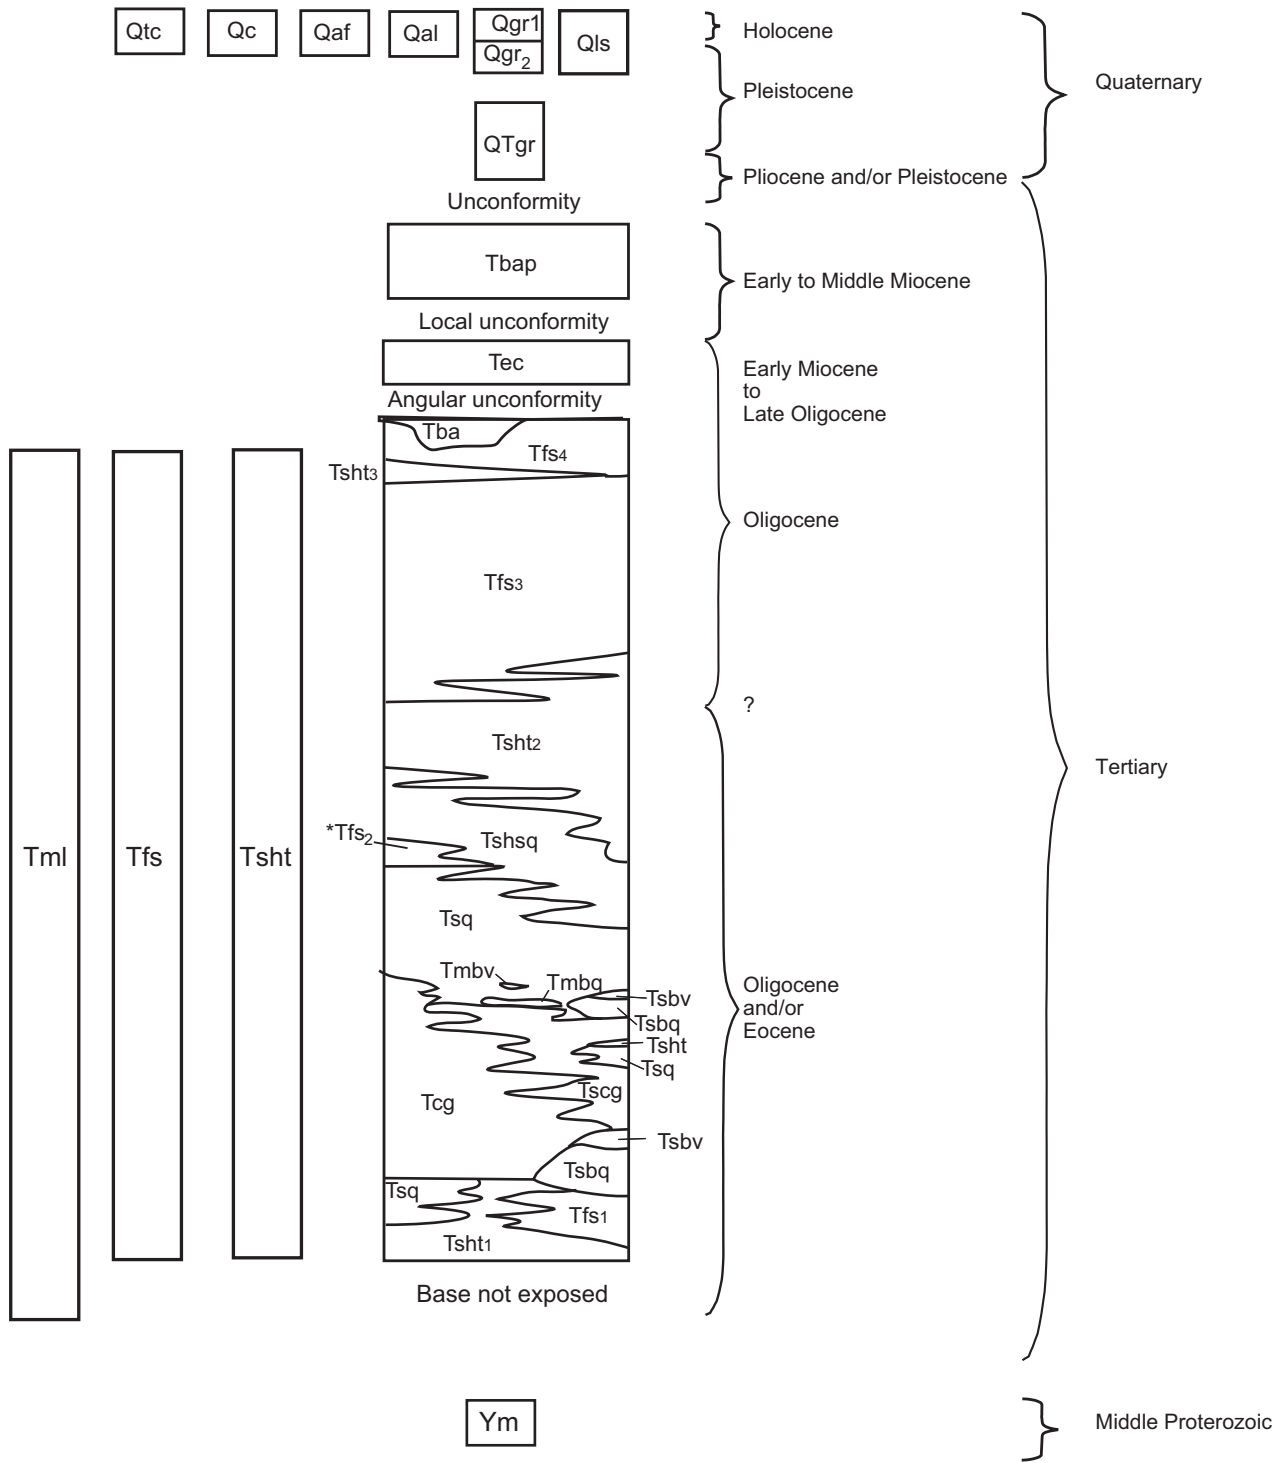 Qtc
Qc
Qaf
Qal
Qgr1
Qgr2
Qls
Holocene
Pleistocene
Quaternary
QTgr
Pliocene and/or Pleistocene
Unconformity
Tbap
Early to Middle Miocene
Local unconformity
Tec
Early Miocene
to
Late Oligocene
Angular unconformity
Tba
Tfs4
Tsht3
Oligocene
Tfs3
?
Tsht2
Tertiary
*Tfs2
Tshsq
Tml
Tfs
Tsht
Tsq
Tmbv
Tmbq
Tsbv
Tsbq
Oligocene
and/or
Eocene
Tsht
Tsq
Tcg
Tscg
Tsbv
Tsbq
Tsq
Tfs1
Tsht1
Base not exposed
Ym
Middle Proterozoic